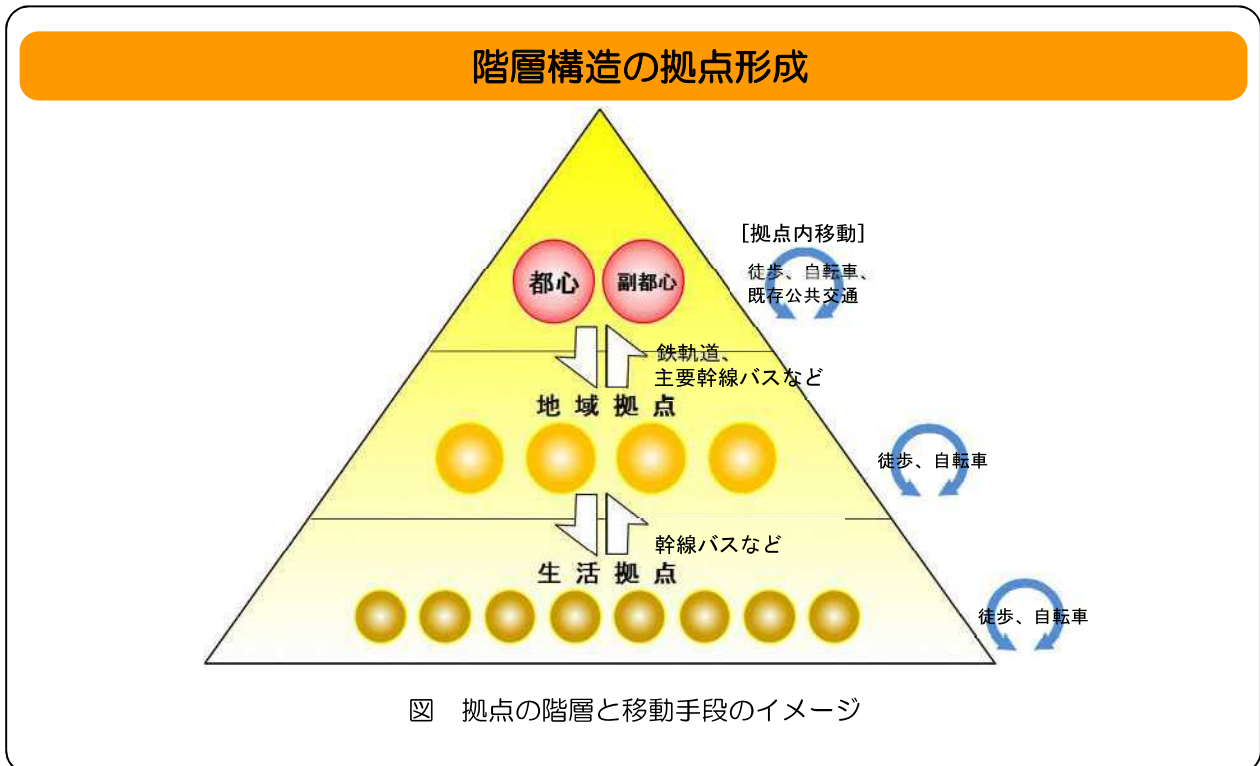 階層構造の拠点形成
[拠点内移動]
徒歩、自転車、
既存公共交通
都心
副都心
鉄軌道、
主要幹線バスなど
地域拠点
徒歩、自転車
幹線バスなど
生活拠点
徒歩、自転車
図　拠点の階層と移動手段のイメージ